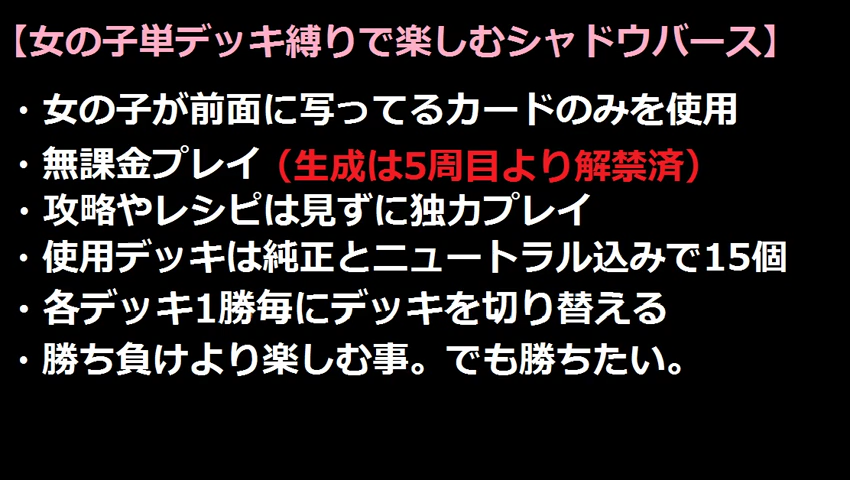 【女の子単デッキ縛りで楽しむシャドウバース】
・女の子が前面に写ってるカードのみを使用
・無課金プレイ（生成は5周目より解禁済）
・攻略やレシピは見ずに独力プレイ
・使用デッキは純正とニュートラル込みで15個
・各デッキ1勝毎にデッキを切り替える
・勝ち負けより楽しむ事。でも勝ちたい。